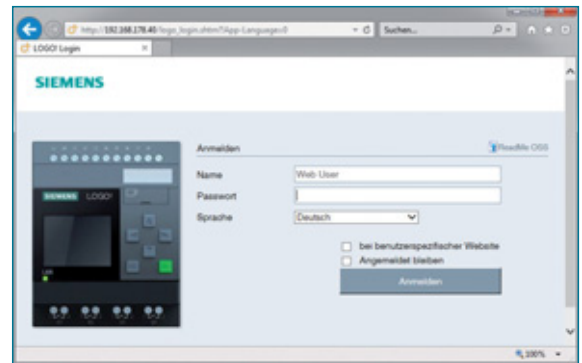 http://192.168.178.40/logo_login.shtm?App-Language=0
Suchen...
LOGO! Login
SIEMENS
Anmelden
ReadMe OSS
Name
Web User
Passwort
Sprache
Deutsch
bei benutzerspezifischer Website
Angemeldet bleiben
Anmelden
SIEMENS LOGO!
100%